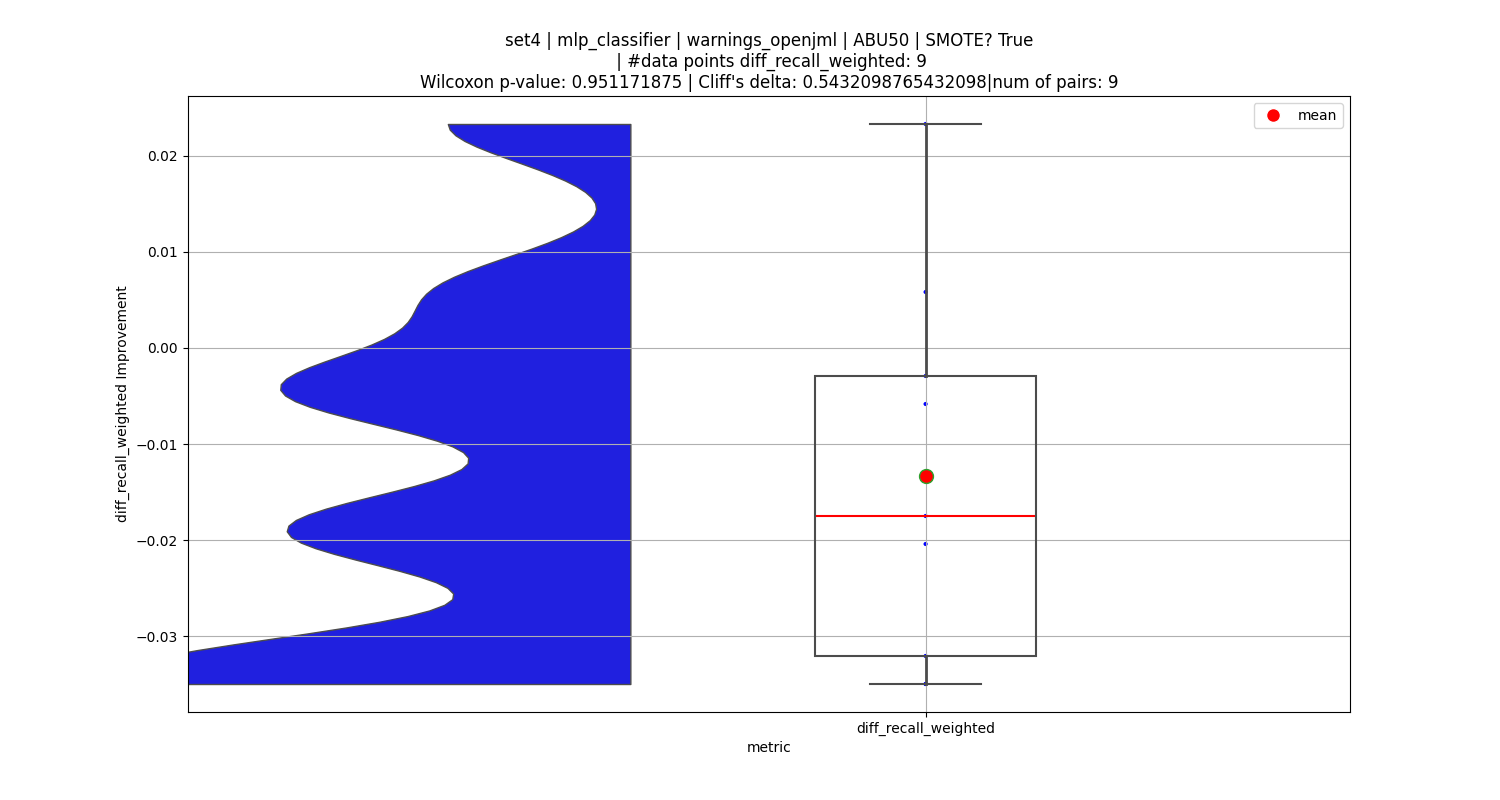 set4 | mlp_classifier | warnings_openjml | ABU50 | SMOTE? True
| #data points diff_recall_weighted: 9
Wilcoxon p-value: 0.951171875 | Cliff's delta: 0.5432098765432098|num of pairs: 9
mean
0.02
0.01
0.00
−0.01
−0.02
−0.03
diff_recall_weighted Improvement
diff_recall_weighted
metric